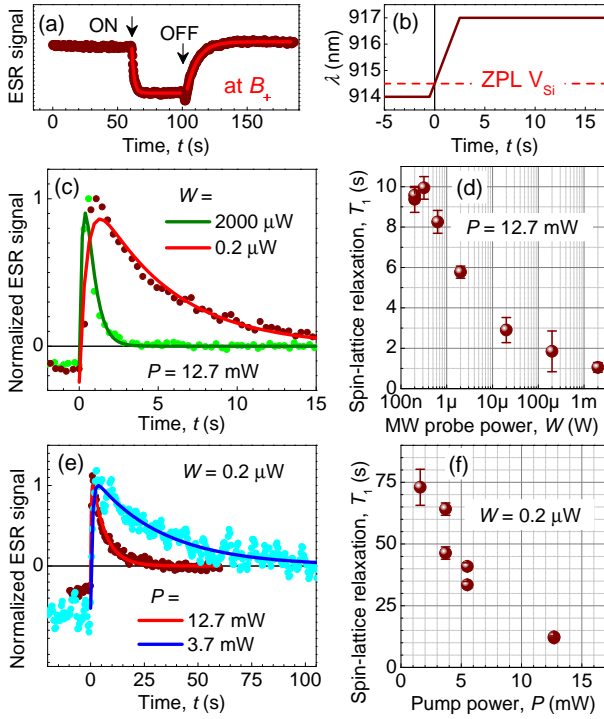 (a) ON OFF
ESR signal
at B₊
0 50 100 150 200
Time, t (s)
(b)
917
916
915
914
λ (nm)
ZPL V_Si
-5 0 5 10 15
Time, t (s)
(c) W =
2000 μW
0.2 μW
P = 12.7 mW
1
0
Normalized ESR signal
0 5 10 15
Time, t (s)
(d)
P = 12.7 mW
10
8
6
4
2
0
Spin-lattice relaxation, T₁ (s)
100n 1μ 10μ 100μ 1m
MW probe power, W (W)
(e) W = 0.2 μW
P =
12.7 mW
3.7 mW
1
0
Normalized ESR signal
0 25 50 75 100
Time, t (s)
(f)
W = 0.2 μW
75
50
25
0
Spin-lattice relaxation, T₁ (s)
0 5 10 15
Pump power, P (mW)